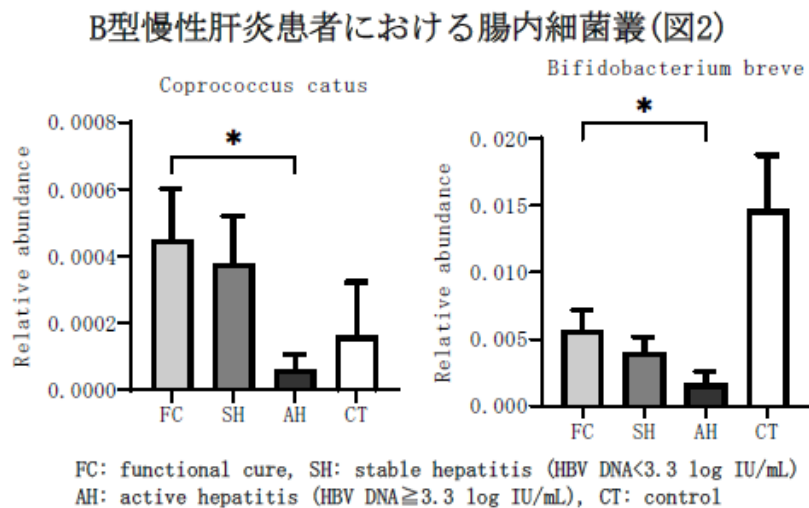 B型慢性肝炎患者における腸内細菌叢(図2)
Coprococcus catus
*
Relative abundance
0.0008
0.0006
0.0004
0.0002
0.0000
FC SH AH CT
Bifidobacterium breve
*
Relative abundance
0.020
0.015
0.010
0.005
0.000
FC SH AH CT
FC: functional cure, SH: stable hepatitis (HBV DNA<3.3 log IU/mL)
AH: active hepatitis (HBV DNA≧3.3 log IU/mL), CT: control